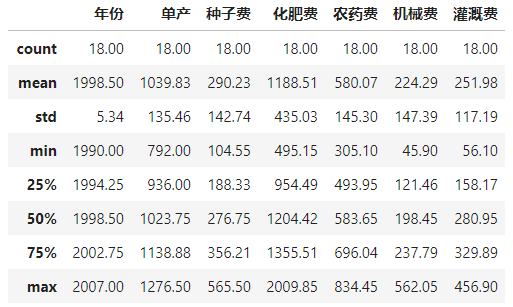 年份 单产 种子费 化肥费 农药费 机械费 灌溉费
count 18.00 18.00 18.00 18.00 18.00 18.00 18.00
mean 1998.50 1039.83 290.23 1188.51 580.07 224.29 251.98
std 5.34 135.46 142.74 435.03 145.30 147.39 117.19
min 1990.00 792.00 104.55 495.15 305.10 45.90 56.10
25% 1994.25 936.00 188.33 954.49 493.95 121.46 158.17
50% 1998.50 1023.75 276.75 1204.42 583.65 198.45 280.95
75% 2002.75 1138.88 356.21 1355.51 696.04 237.79 329.89
max 2007.00 1276.50 565.50 2009.85 834.45 562.05 456.90